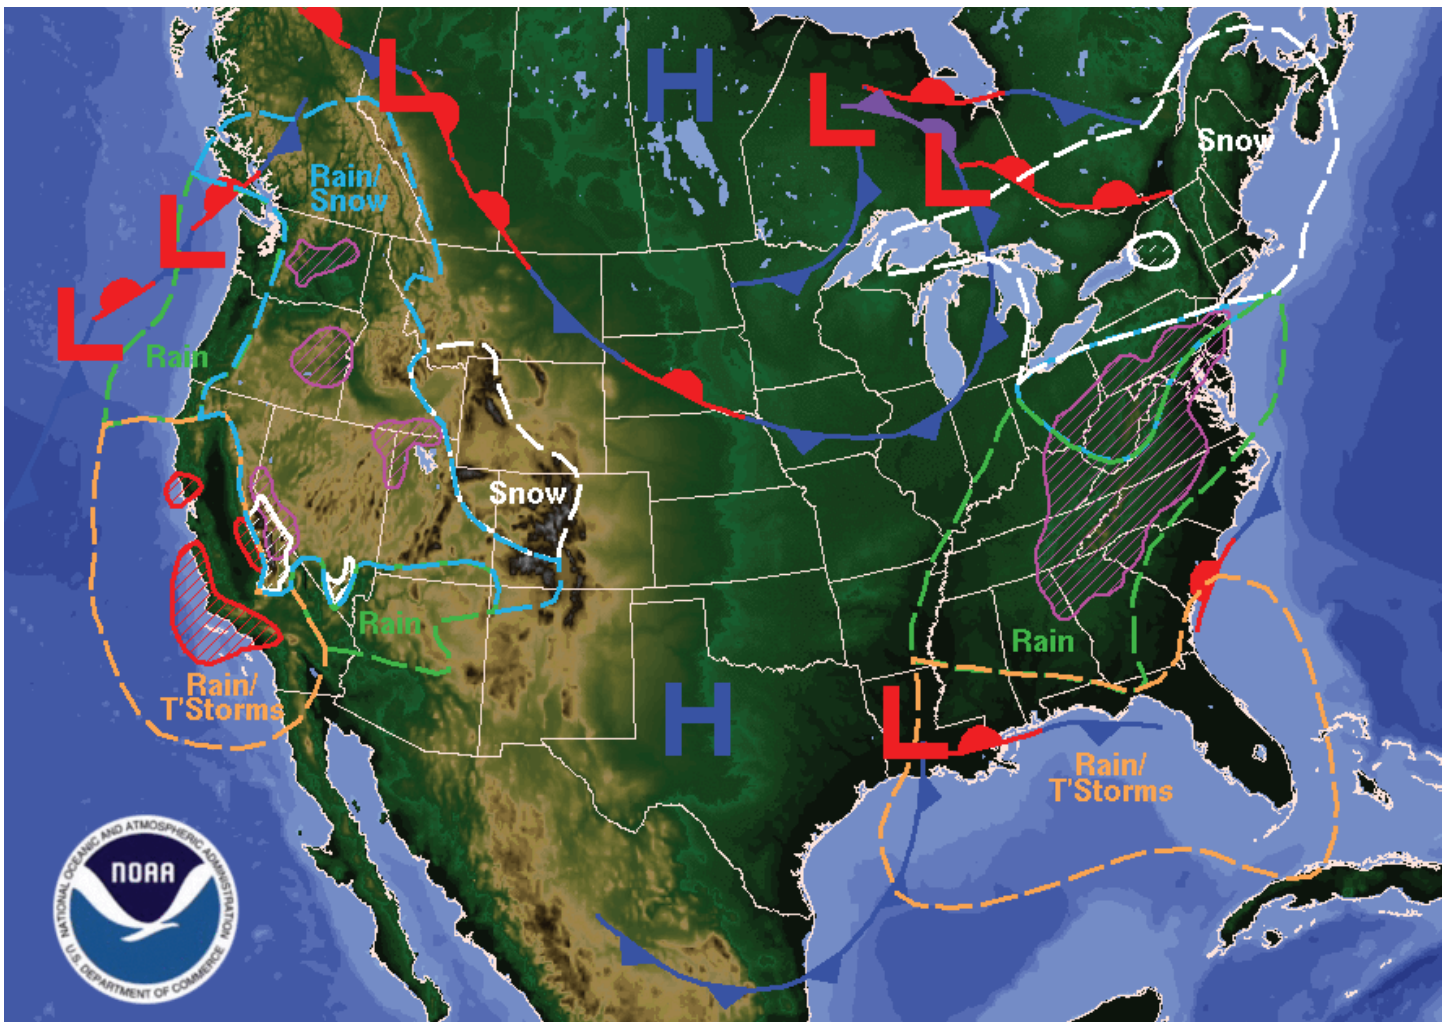 L
H
L
L
Snow
Rain/
Snow
L
L
Rain
Snow
Rain
Rain
H
Rain/
T'Storms
L
Rain/
T'Storms
NATIONAL OCEANIC AND ATMOSPHERIC ADMINISTRATION
NOAA
U.S. DEPARTMENT OF COMMERCE